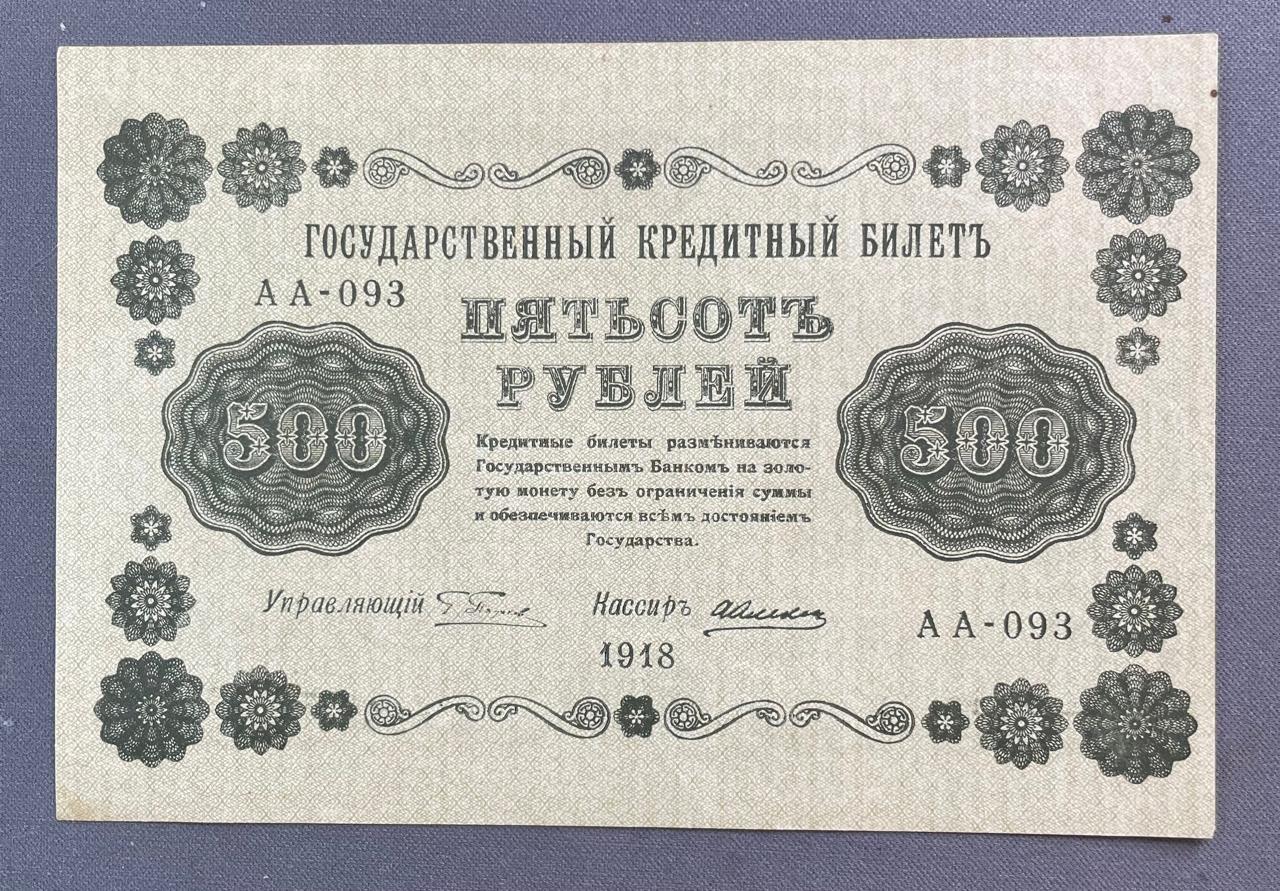 ГОСУДАРСТВЕННЫЙ КРЕДИТНЫЙ БИЛЕТЪ
АА-093
ПЯТЬСОТЪ
РУБЛЕЙ
500
500
Кредитные билеты размѣниваются
Государственнымъ Банкомъ на золо-
тую монету безъ ограниченія суммы
и обезпечиваются всѣмъ достояніемъ
Государства.
Управляющій
Кассиръ
АА-093
1918